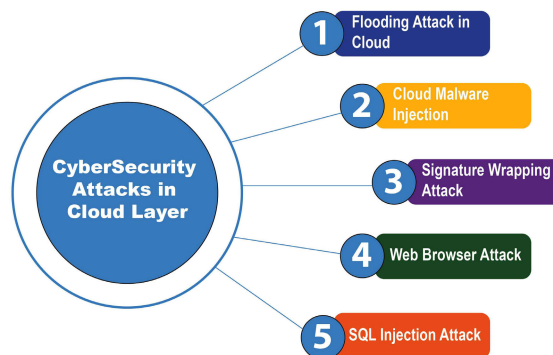 CyberSecurity
Attacks in
Cloud Layer
1
Flooding Attack in
Cloud
2
Cloud Malware
Injection
3
Signature Wrapping
Attack
4
Web Browser Attack
5
SQL Injection Attack